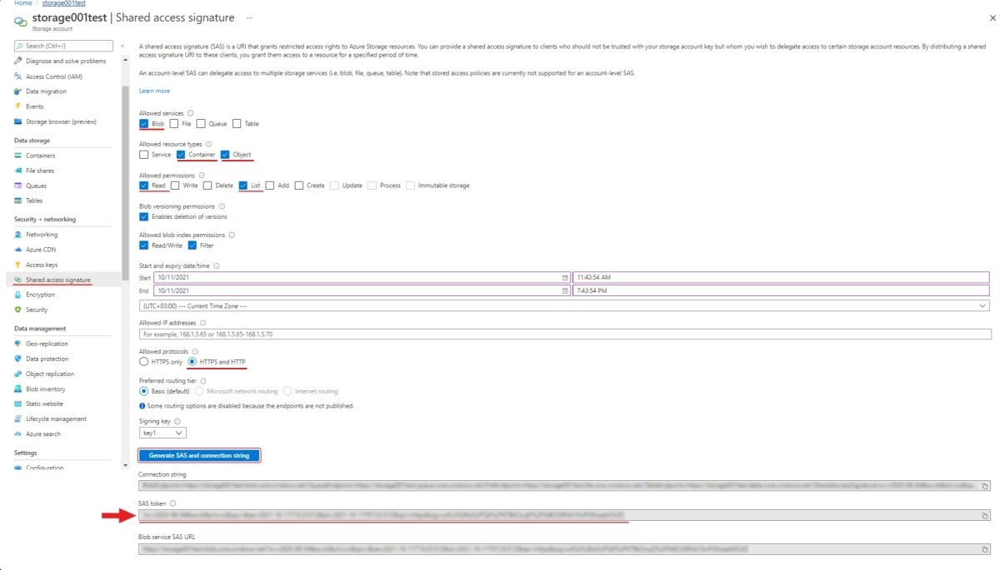 Home > storage001test
storage001test | Shared access signature ...
Storage account
Search (Ctrl+/)
Diagnose and solve problems
Access Control (IAM)
Data migration
Events
Storage browser (preview)
Data storage
Containers
File shares
Queues
Tables
Security + networking
Networking
Azure CDN
Access keys
Shared access signature
Encryption
Security
Data management
Geo-replication
Data protection
Object replication
Blob inventory
Static website
Lifecycle management
Azure search
Settings
Configuration
A shared access signature (SAS) is a URI that grants restricted access rights to Azure Storage resources. You can provide a shared access signature to clients who should not be trusted with your storage account key but whom you wish to delegate access to certain storage account resources. By distributing a shared
access signature URI to these clients, you grant them access to a resource for a specified period of time.
An account-level SAS can delegate access to multiple storage services (i.e. blob, file, queue, table). Note that stored access policies are currently not supported for an account-level SAS.
Learn more
Allowed services
Blob File Queue Table
Allowed resource types
Service Container Object
Allowed permissions
Read Write Delete List Add Create Update Process Immutable storage
Blob versioning permissions
Enables deletion of versions
Allowed blob index permissions
Read/Write Filter
Start and expiry date/time
Start 10/11/2021 11:43:54 AM
End 10/11/2021 7:43:54 PM
(UTC+03:00) --- Current Time Zone ---
Allowed IP addresses
For example, 168.1.5.65 or 168.1.5.65-168.1.5.70
Allowed protocols
HTTPS only HTTPS and HTTP
Preferred routing tier
Basic (default) Microsoft network routing Internet routing
Some routing options are disabled because the endpoints are not published.
Signing key
key1
Generate SAS and connection string
Connection string
SAS token
Blob service SAS URL